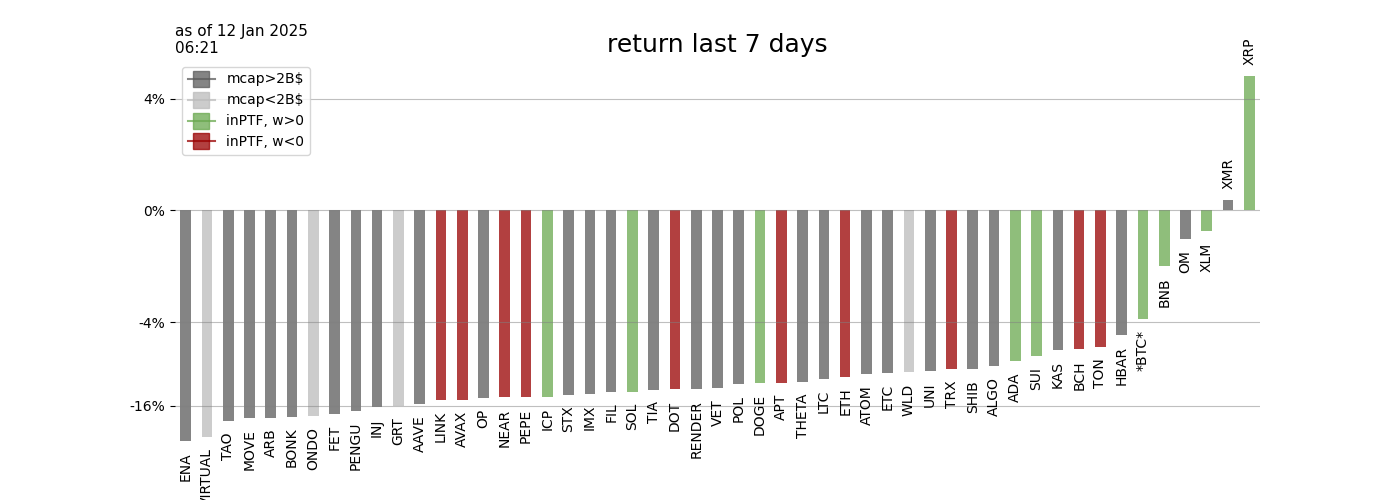 as of 12 Jan 2025
06:21
return last 7 days
mcap>2B$
mcap<2B$
inPTF, w>0
inPTF, w<0
4%
0%
-4%
-16%
ENA
VIRTUAL
TAO
MOVE
ARB
BONK
ONDO
FET
PENGU
INJ
GRT
AAVE
LINK
AVAX
OP
NEAR
PEPE
ICP
STX
IMX
FIL
SOL
TIA
DOT
RENDER
VET
POL
DOGE
APT
THETA
LTC
ETH
ATOM
ETC
WLD
UNI
TRX
SHIB
ALGO
ADA
SUI
KAS
BCH
TON
HBAR
*BTC*
BNB
OM
XLM
XMR
XRP